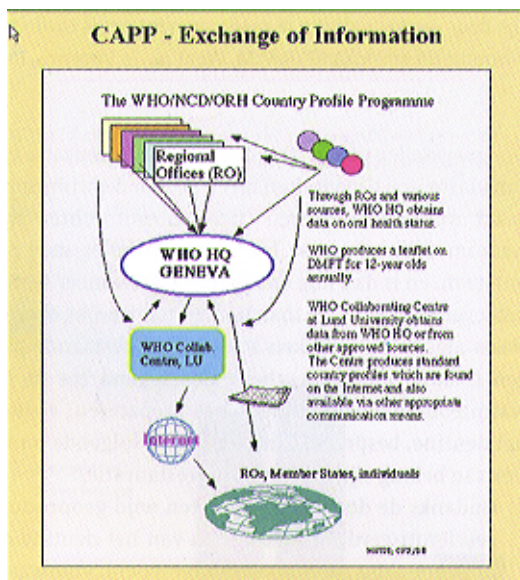 CAPP - Exchange of Information
The WHO/NCD/ORH Country Profile Programme
Regional
Offices (RO)
Through ROs and various
sources, WHO HQ obtains
data on oral health status.
WHO HQ
GENEVA
WHO produces a leaflet on
DMFT for 12-year olds
annually.
WHO Collaborating Centre
at Lund University obtains
data from WHO HQ or from
other approved sources.
The Centre produces standard
country profiles which are found
on the Internet and also
available via other appropriate
communication means.
WHO Collab.
Centre, LU
Internet
ROs, Member States, individuals